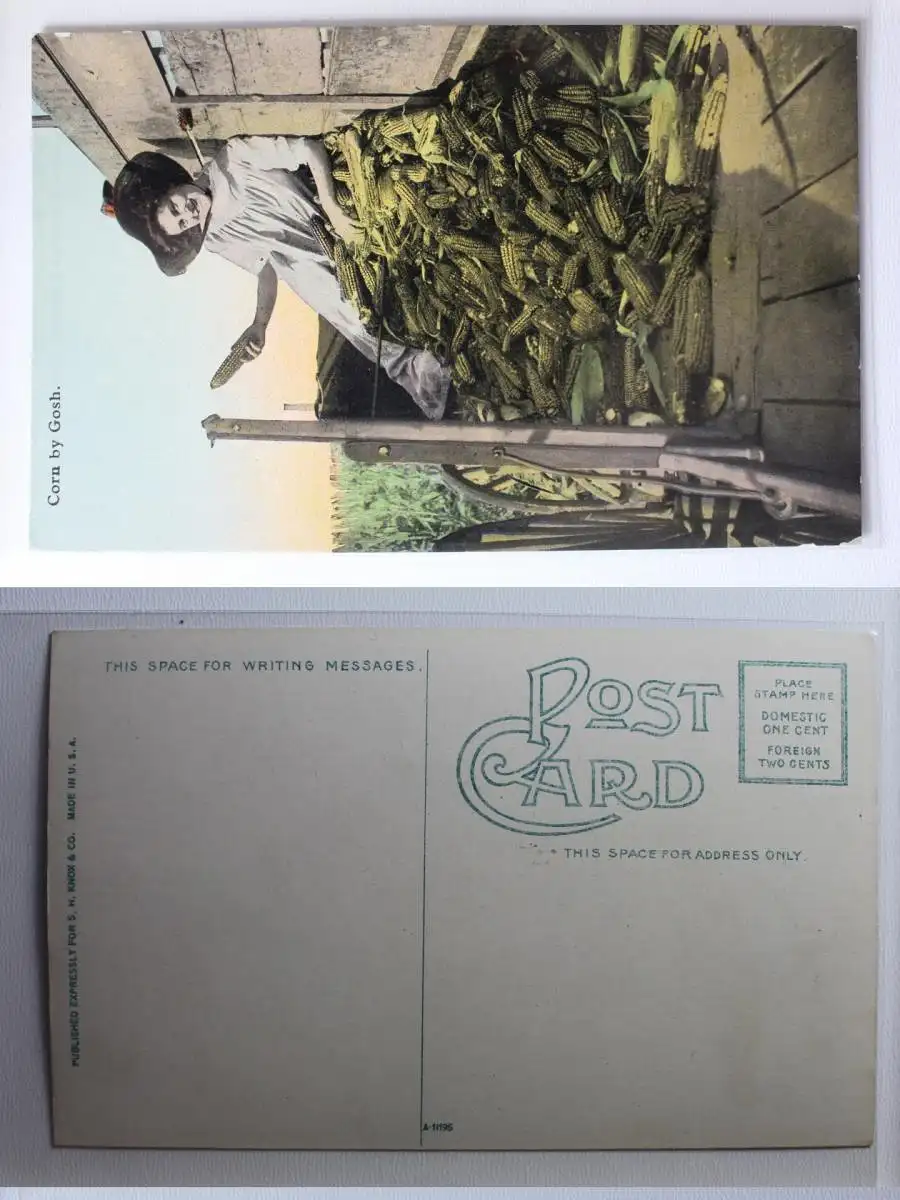 Corn by Gosh.
THIS SPACE FOR WRITING MESSAGES.
POST CARD
PLACE
STAMP HERE
DOMESTIC
ONE CENT
FOREIGN
TWO CENTS
THIS SPACE FOR ADDRESS ONLY.
PUBLISHED EXPRESSLY FOR S. H. KNOX & CO. MADE IN U. S. A.
A-11195